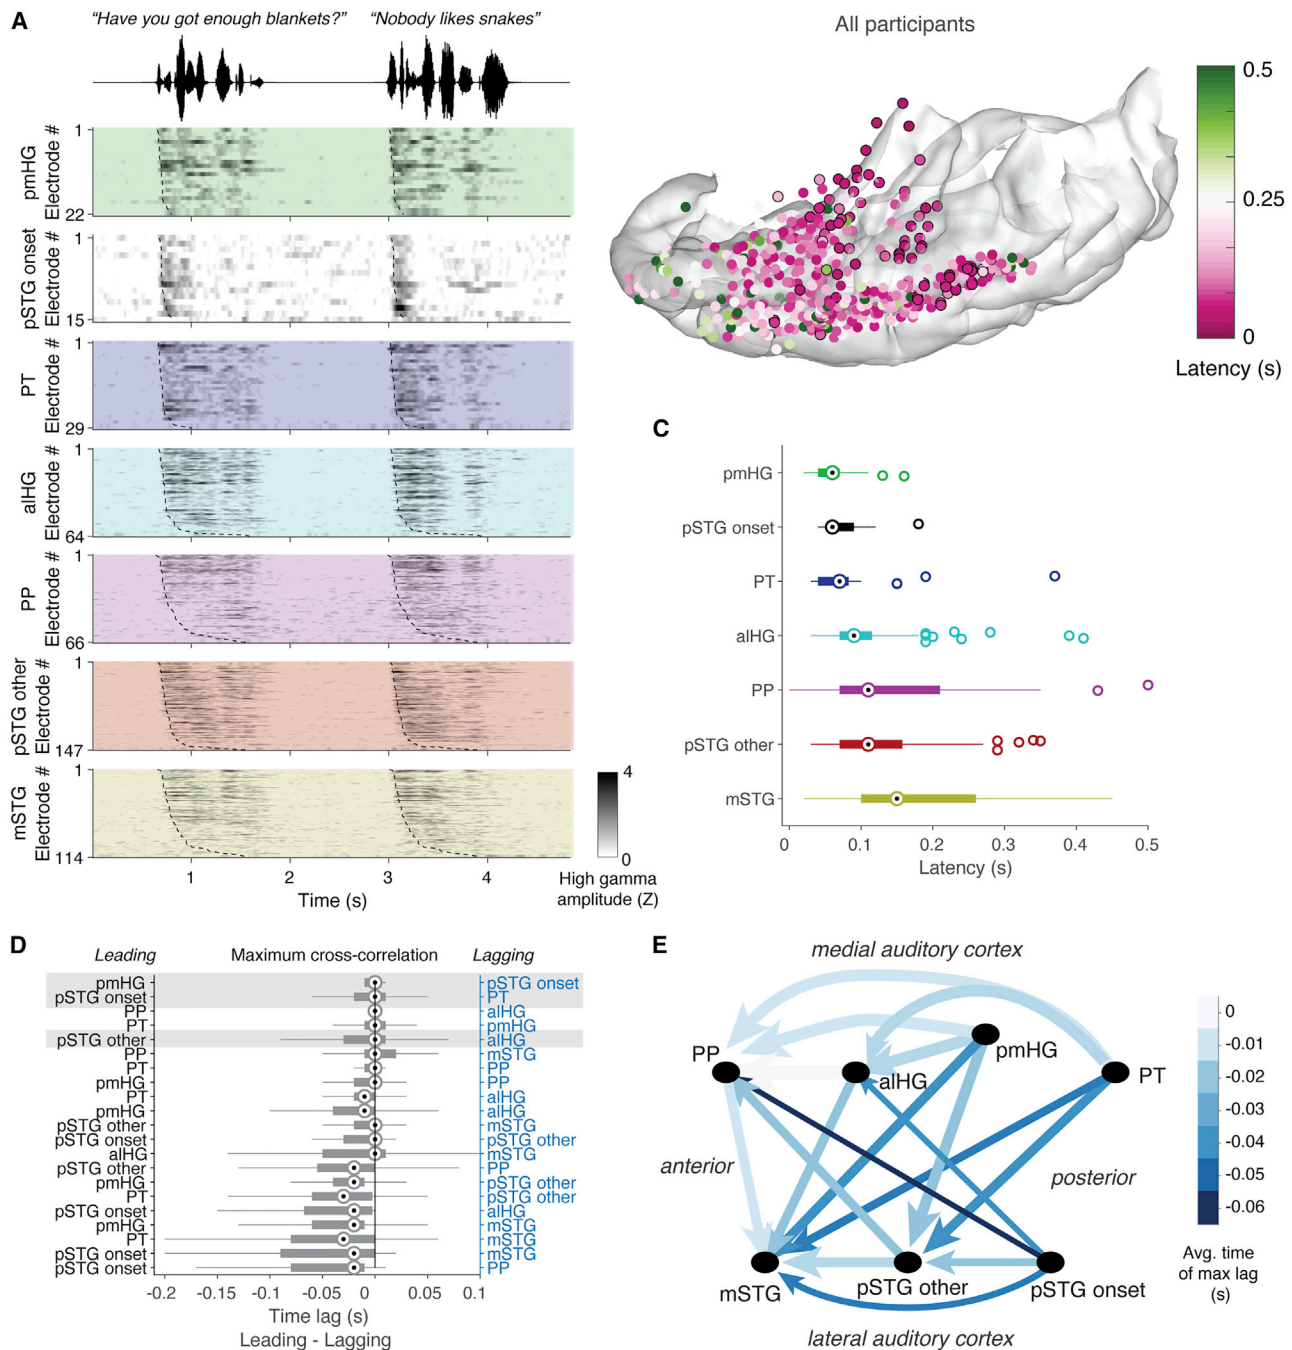 A
“Have you got enough blankets?”
“Nobody likes snakes”
pmHG
Electrode #
1
22
pSTG onset
Electrode #
1
15
PT
Electrode #
1
29
alHG
Electrode #
1
64
PP
Electrode #
1
66
pSTG other
Electrode #
1
147
mSTG
Electrode #
1
114
1 2 3 4
Time (s)
4
0
High gamma
amplitude (Z)
All participants
0.5
0.25
0
Latency (s)
C
pmHG
pSTG onset
PT
alHG
PP
pSTG other
mSTG
0 0.1 0.2 0.3 0.4 0.5
Latency (s)
D
Leading Maximum cross-correlation Lagging
pmHG pSTG onset
pSTG onset PT
PP alHG
PT pmHG
pSTG other alHG
PP mSTG
PT PP
pmHG PP
PT alHG
pmHG alHG
pSTG other mSTG
pSTG onset pSTG other
alHG mSTG
pSTG other PP
pmHG pSTG other
PT pSTG other
pSTG onset alHG
pmHG mSTG
PT mSTG
pSTG onset mSTG
pSTG onset PP
-0.2 -0.15 -0.1 -0.05 0 0.05 0.1
Time lag (s)
Leading - Lagging
E
medial auditory cortex
pmHG
PP
alHG
PT
anterior
posterior
mSTG
pSTG other
pSTG onset
lateral auditory cortex
0
-0.01
-0.02
-0.03
-0.04
-0.05
-0.06
Avg. time
of max lag
(s)